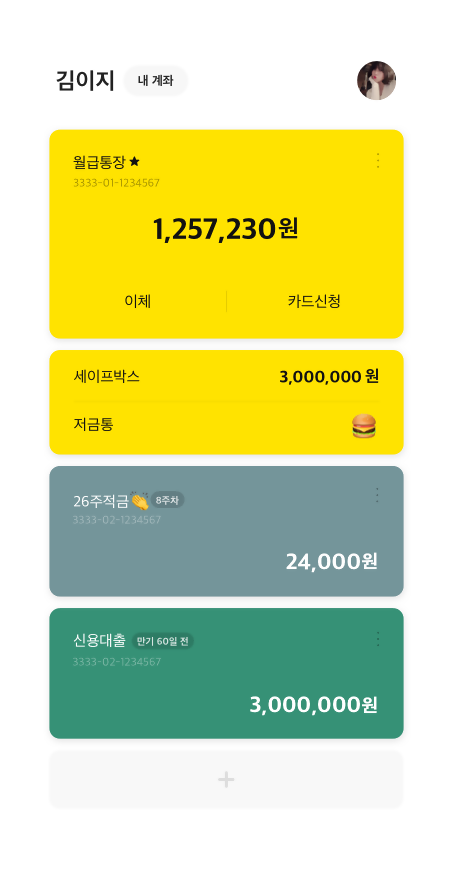 김이지 내 계좌
월급통장 ★
3333-01-1234567
1,257,230원
이체 카드신청
세이프박스 3,000,000 원
저금통
26주적금👏 8주차
3333-02-1234567
24,000원
신용대출 만기 60일 전
3333-02-1234567
3,000,000원
+